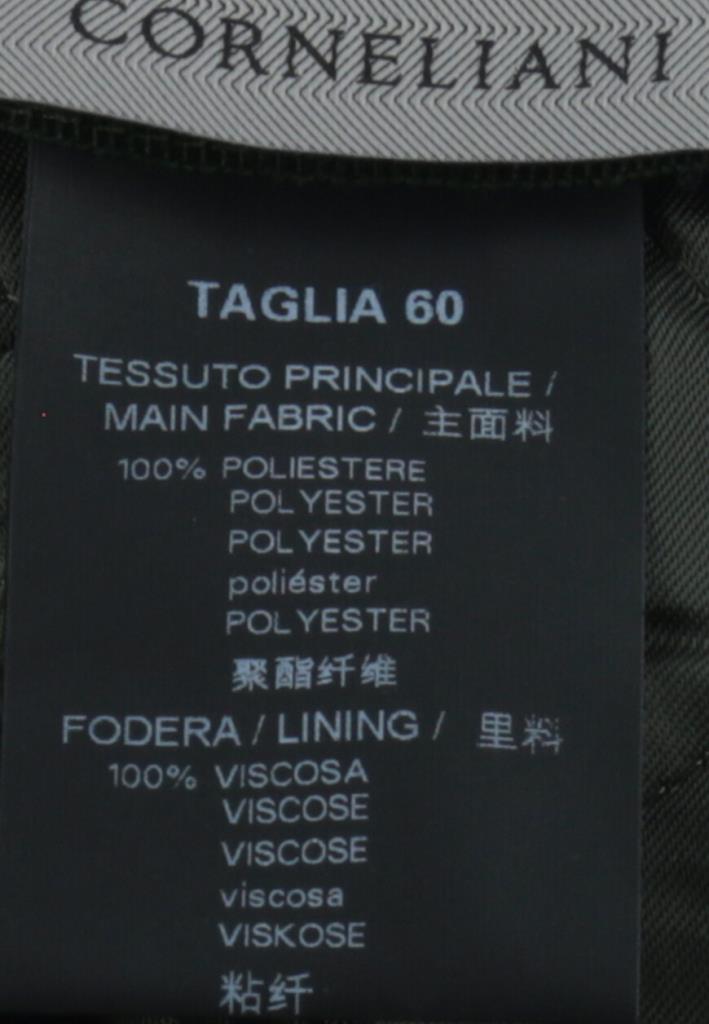 CORNELIANI
TAGLIA 60
TESSUTO PRINCIPALE /
MAIN FABRIC / 主面料
100% POLIESTERE
POLYESTER
POLYESTER
poliéster
POLYESTER
聚酯纤维
FODERA / LINING / 里料
100% VISCOSA
VISCOSE
VISCOSE
viscosa
VISKOSE
粘纤